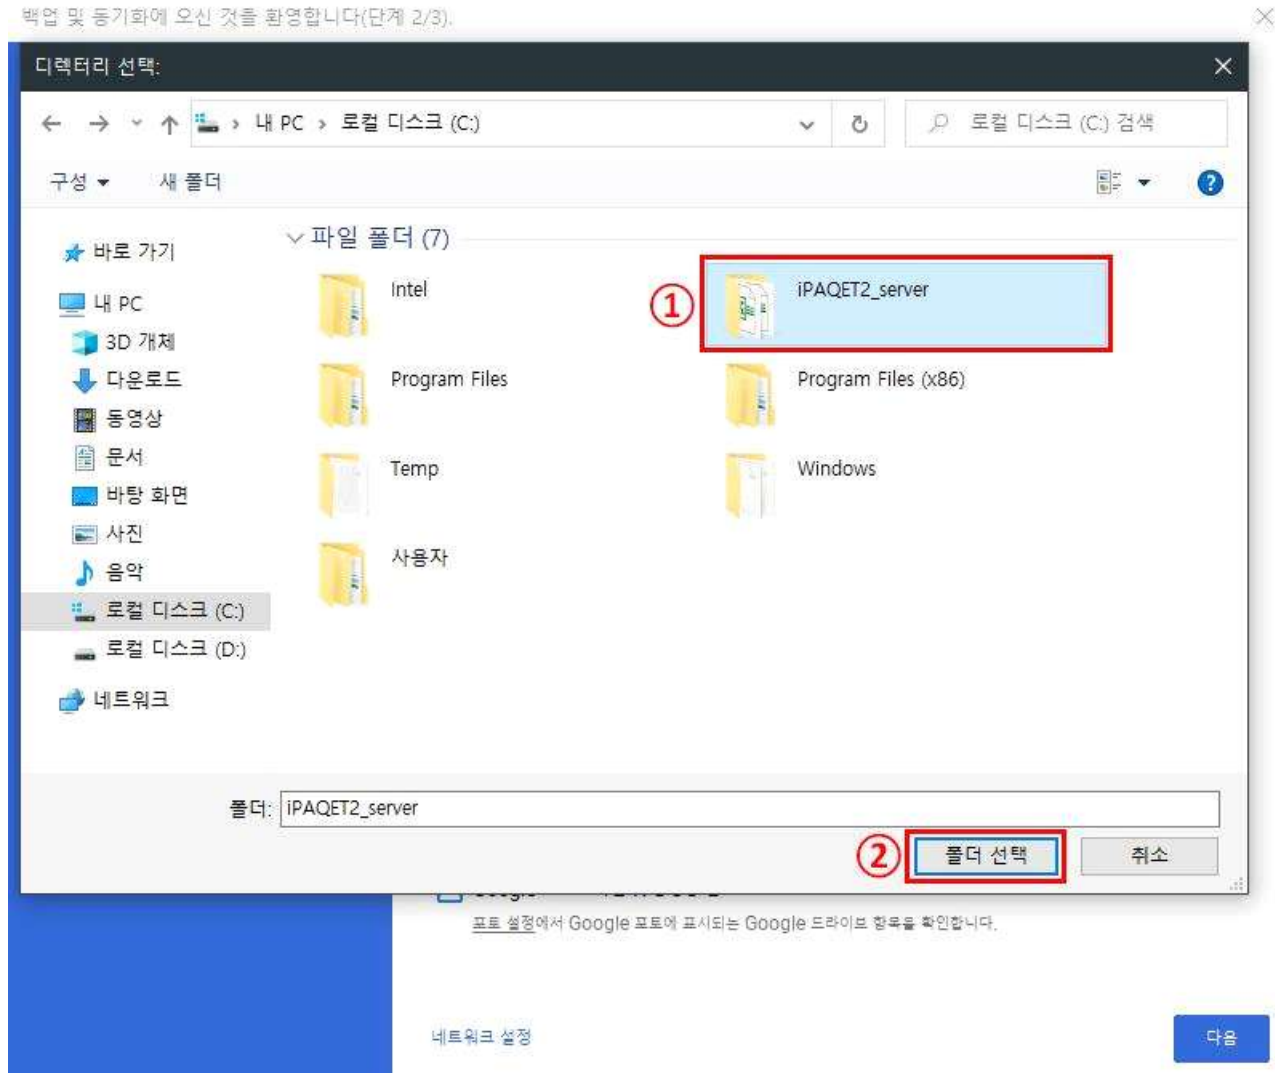 백업 및 동기화에 오신 것을 환영합니다(단계 2/3).
디렉터리 선택:
내 PC › 로컬 디스크 (C:)
로컬 디스크 (C:) 검색
구성
새 폴더
바로 가기
내 PC
3D 개체
다운로드
동영상
문서
바탕 화면
사진
음악
로컬 디스크 (C:)
로컬 디스크 (D:)
네트워크
파일 폴더 (7)
Intel
① iPAQET2_server
Program Files
Program Files (x86)
Temp
Windows
사용자
폴더: iPAQET2_server
② 폴더 선택
취소
포토 설정에서 Google 포토에 표시되는 Google 드라이브 항목을 확인합니다.
네트워크 설정
다음